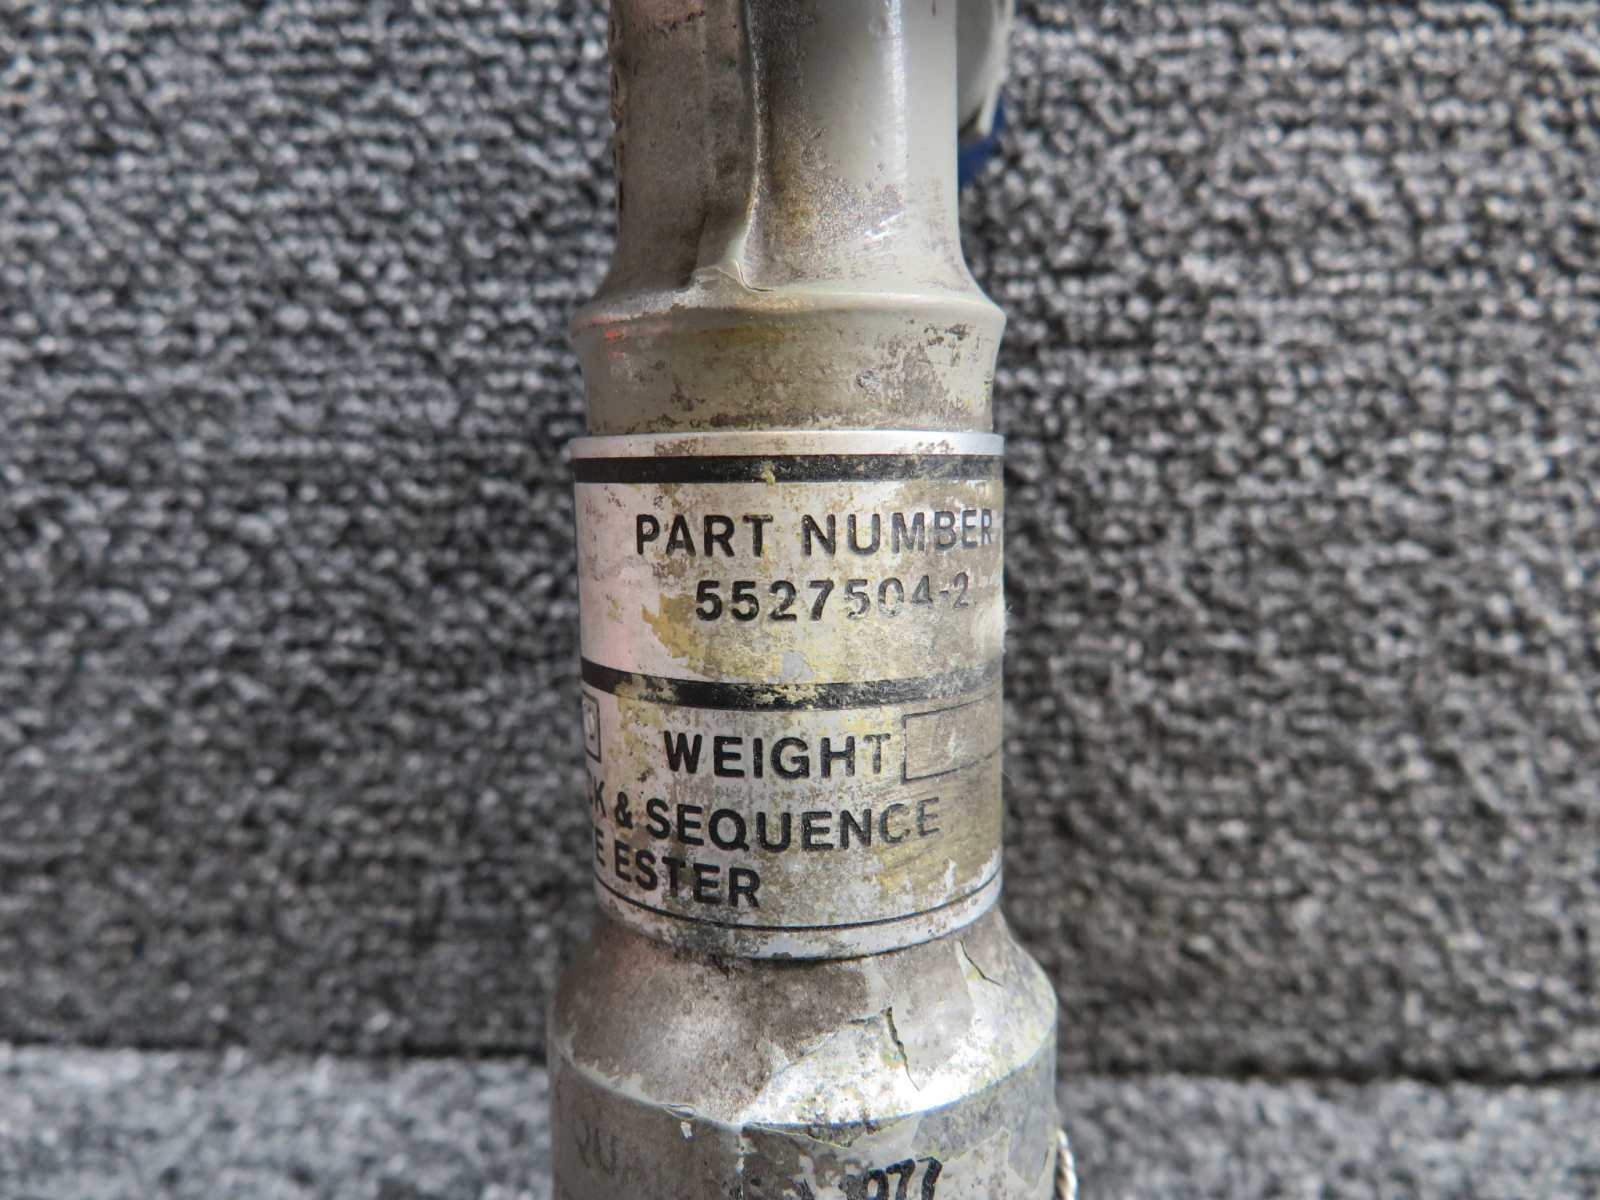 PART NUMBER
5527504-2
WEIGHT
& SEQUENCE
ESTER